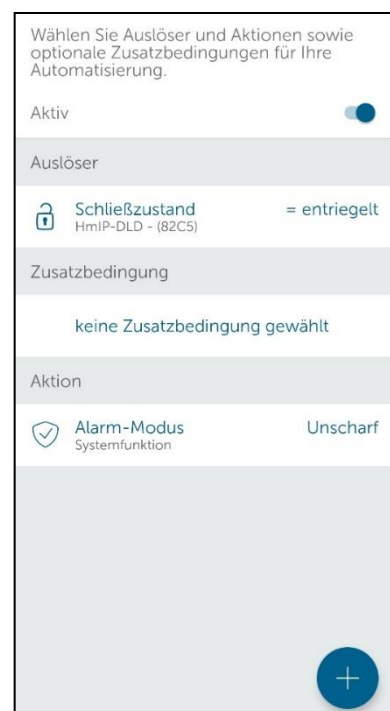 Wählen Sie Auslöser und Aktionen sowie
optionale Zusatzbedingungen für Ihre
Automatisierung.
Aktiv
Auslöser
Schließzustand = entriegelt
HmIP-DLD - (82C5)
Zusatzbedingung
keine Zusatzbedingung gewählt
Aktion
Alarm-Modus Unscharf
Systemfunktion